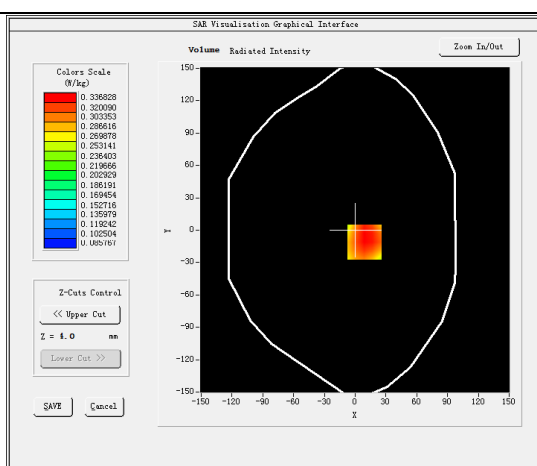 SAR Visualisation Graphical Interface
Volume Radiated Intensity
Zoom In/Out
Colors Scale
(W/kg)
0.336828
0.320090
0.303353
0.286616
0.269878
0.253141
0.236403
0.219666
0.202929
0.186191
0.169454
0.152716
0.135979
0.119242
0.102504
0.085767
Z-Cuts Control
<< Upper Cut
Z = 4.0 mm
Lower Cut >>
SAVE Cancel
150
120
90
60
30
0
-30
-60
-90
-120
-150
Y
-150 -120 -90 -60 -30 0 30 60 90 120 150
X